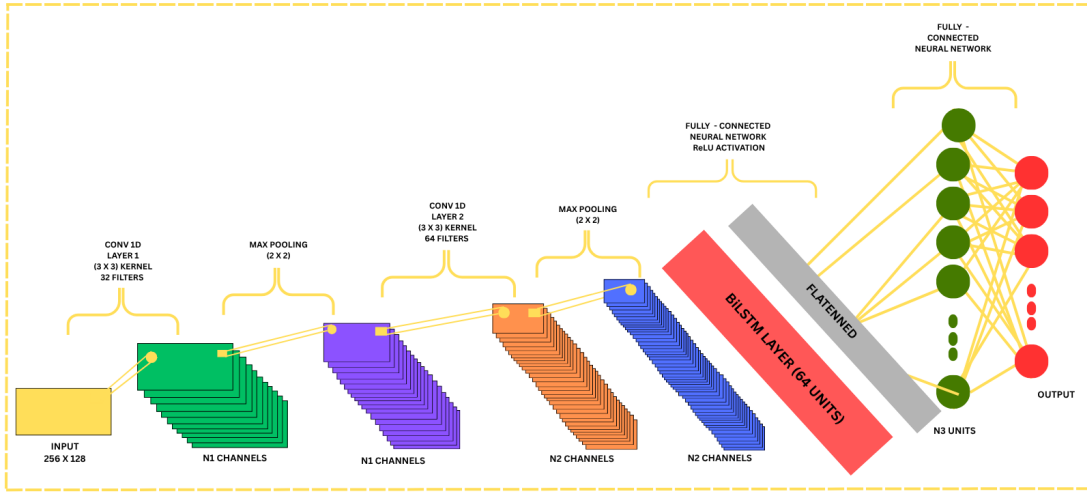 FULLY - CONNECTED
NEURAL NETWORK
FULLY - CONNECTED
NEURAL NETWORK
ReLU ACTIVATION
CONV 1D
LAYER 2
(3 X 3) KERNEL
64 FILTERS
MAX POOLING
(2 X 2)
CONV 1D
LAYER 1
(3 X 3) KERNEL
32 FILTERS
MAX POOLING
(2 X 2)
BiLSTM LAYER (64 UNITS)
FLATENNED
INPUT
256 X 128
N1 CHANNELS
N1 CHANNELS
N2 CHANNELS
N2 CHANNELS
N3 UNITS
OUTPUT